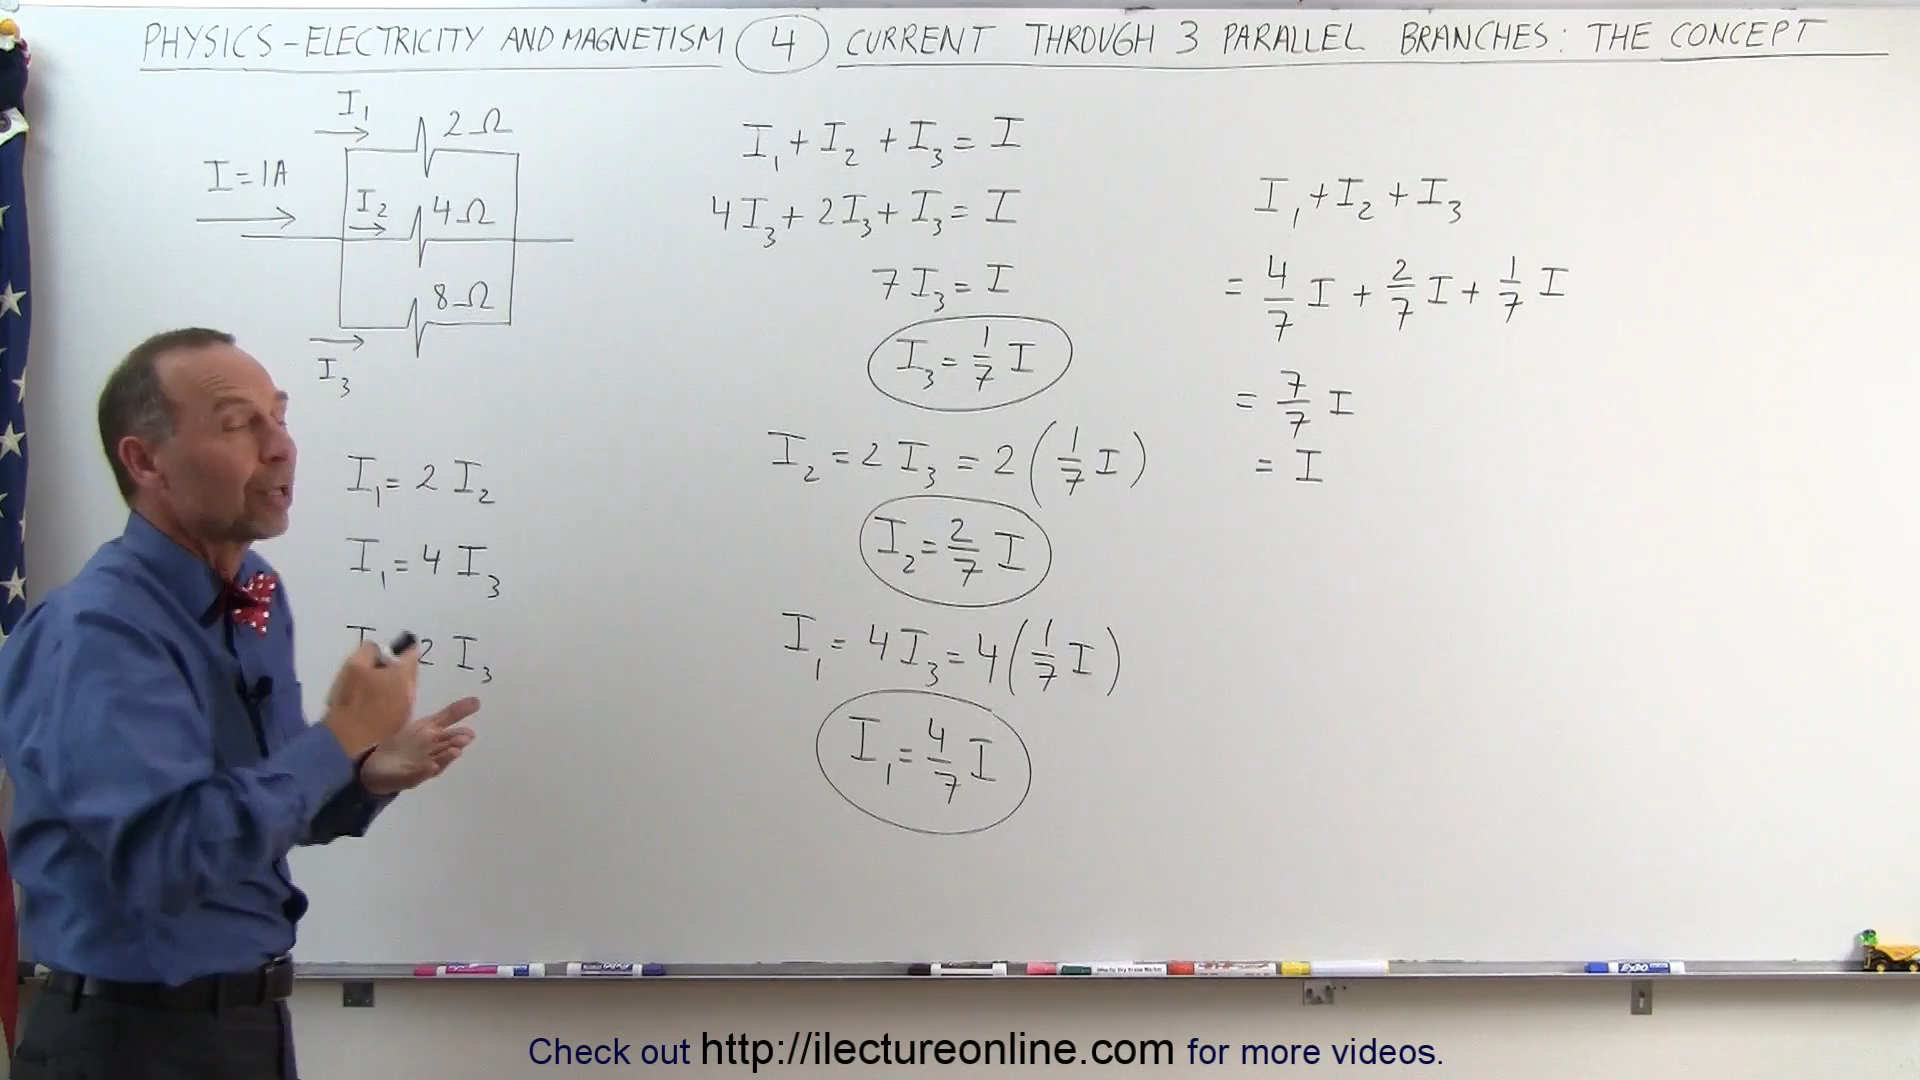 PHYSICS - ELECTRICITY AND MAGNETISM 4 CURRENT THROUGH 3 PARALLEL BRANCHES: THE CONCEPT
I₁
2Ω
I=1A
I₂
4Ω
8Ω
I₃
I₁ = 2 I₂
I₁ = 4 I₃
2 I₃
I₁ + I₂ + I₃ = I
4I₃ + 2I₃ + I₃ = I
7 I₃ = I
I₃ = 1/7 I
I₂ = 2 I₃ = 2 (1/7 I)
I₂ = 2/7 I
I₁ = 4I₃ = 4 (1/7 I)
I₁ = 4/7 I
I₁ + I₂ + I₃
= 4/7 I + 2/7 I + 1/7 I
= 7/7 I
= I
EXPO
Check out http://ilectureonline.com for more videos.